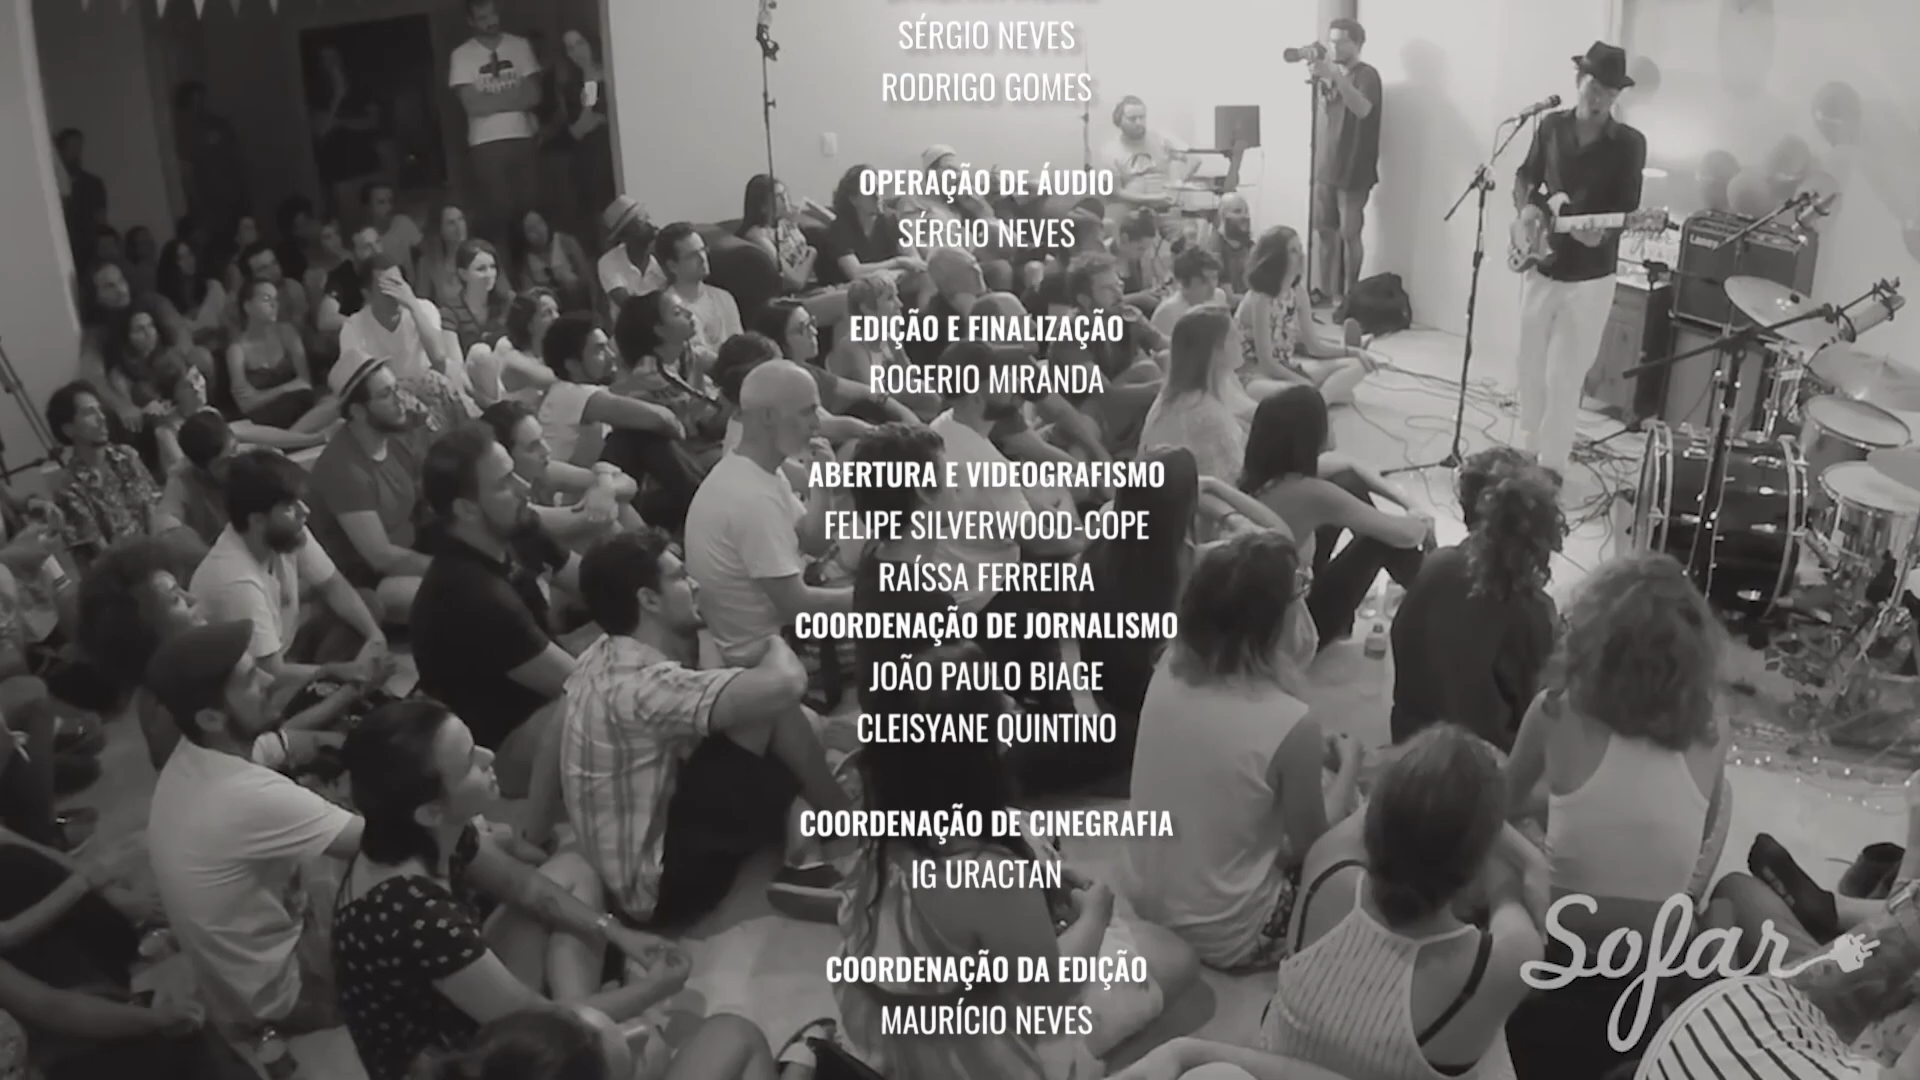 SÉRGIO NEVES
RODRIGO GOMES
OPERAÇÃO DE ÁUDIO
SÉRGIO NEVES
EDIÇÃO E FINALIZAÇÃO
ROGERIO MIRANDA
ABERTURA E VIDEOGRAFISMO
FELIPE SILVERWOOD-COPE
RAÍSSA FERREIRA
COORDENAÇÃO DE JORNALISMO
JOÃO PAULO BIAGE
CLEISYANE QUINTINO
COORDENAÇÃO DE CINEGRAFIA
IG URACTAN
COORDENAÇÃO DA EDIÇÃO
MAURÍCIO NEVES
Sofar
Laney